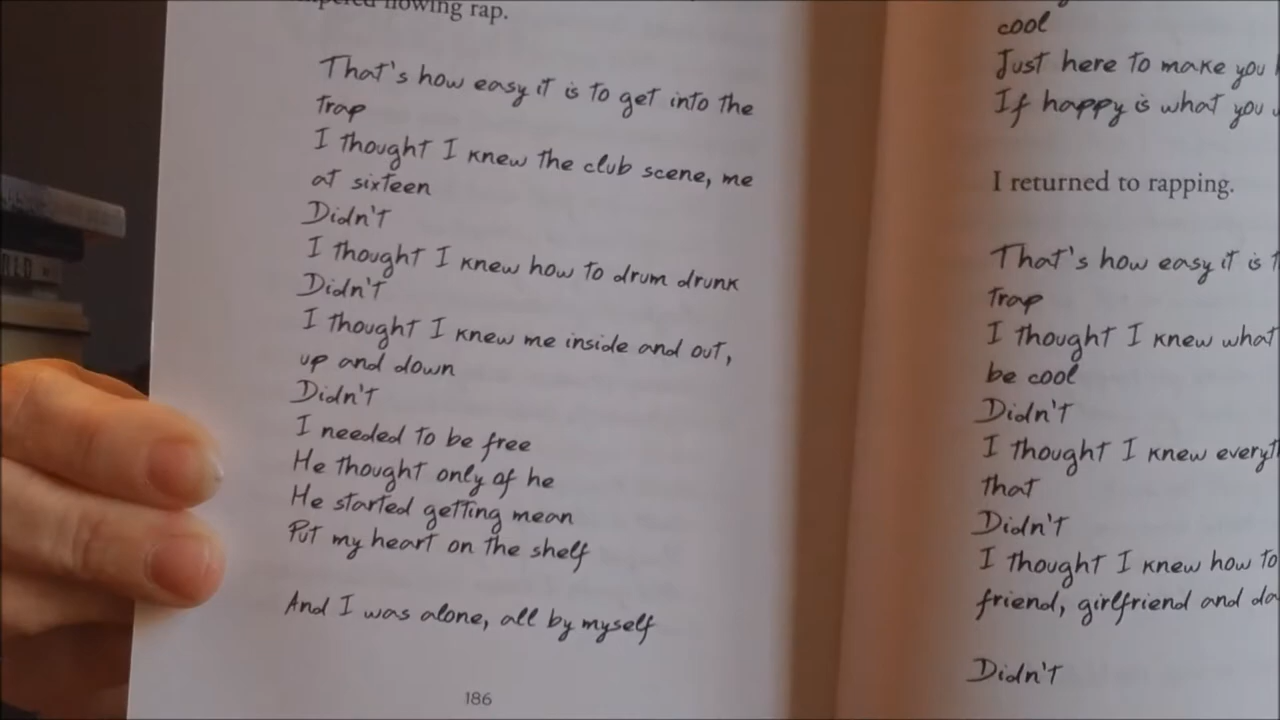 flowing rap.
That's how easy it is to get into the
trap
I thought I knew the club scene, me
at sixteen
Didn't
I thought I knew how to drum drunk
Didn't
I thought I knew me inside and out,
up and down
Didn't
I needed to be free
He thought only of he
He started getting mean
Put my heart on the shelf
And I was alone, all by myself
186
cool
Just here to make you
If happy is what you
I returned to rapping.
That's how easy it is
trap
I thought I knew what
be cool
Didn't
I thought I knew
that
Didn't
I thought I knew how to
friend, girlfriend and
Didn't